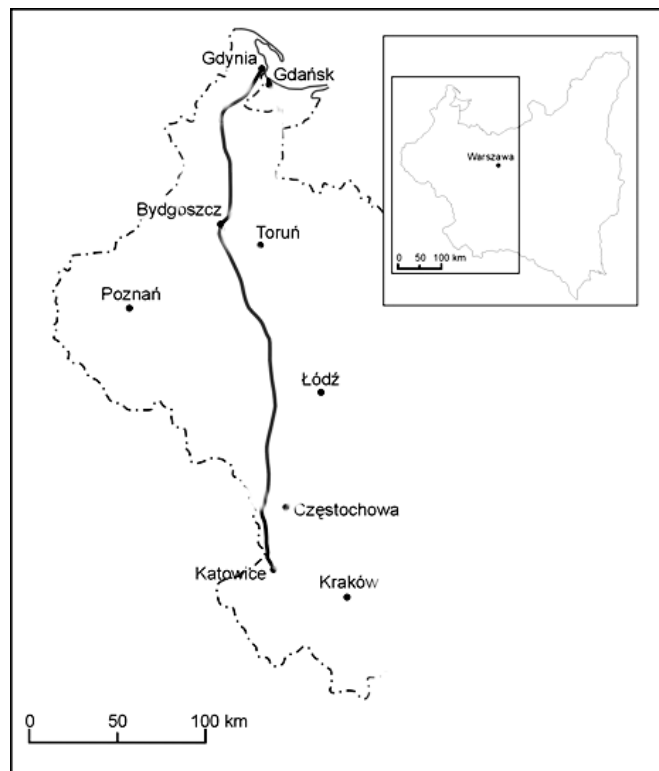 Gdynia
Gdańsk
Bydgoszcz
Toruń
Poznań
Łódź
Częstochowa
Katowice
Kraków
0 50 100 km
Warszawa
0 50 100 km